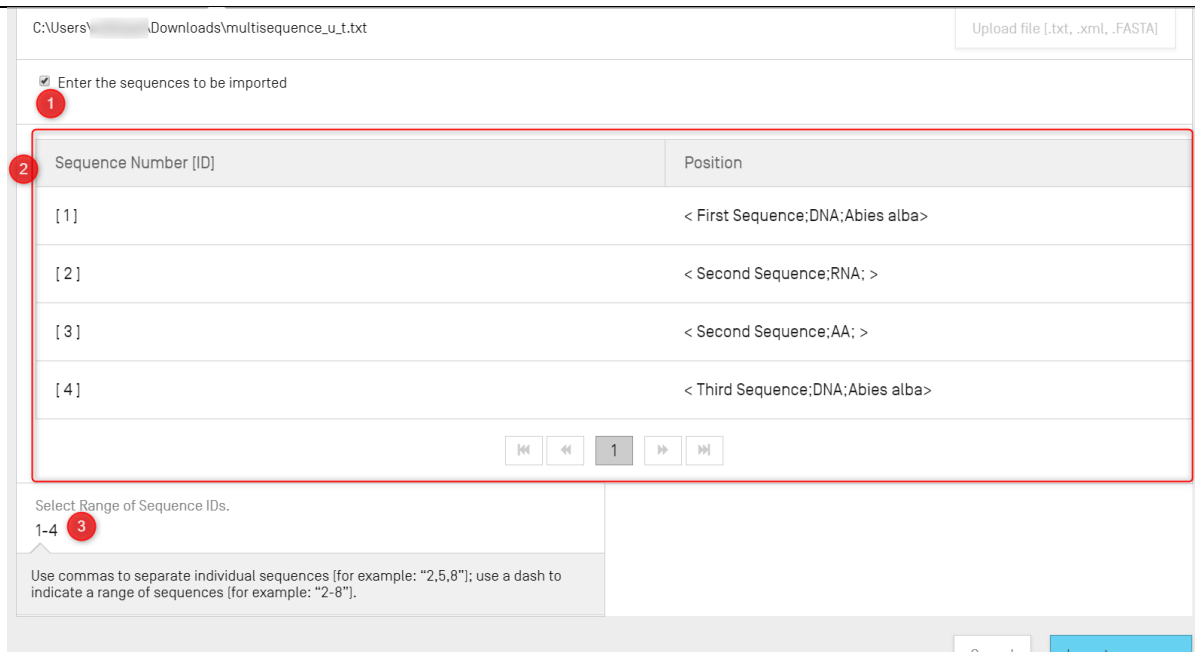 C:\Users\ \Downloads\multisequence_u_t.txt
Upload file [.txt, .xml, .FASTA]
Enter the sequences to be imported
1
2
Sequence Number [ID] Position
[ 1 ] < First Sequence;DNA;Abies alba>
[ 2 ] < Second Sequence;RNA; >
[ 3 ] < Second Sequence;AA; >
[ 4 ] < Third Sequence;DNA;Abies alba>
1
Select Range of Sequence IDs.
1-4 3
Use commas to separate individual sequences [for example: “2,5,8”]; use a dash to
indicate a range of sequences [for example: “2-8”].